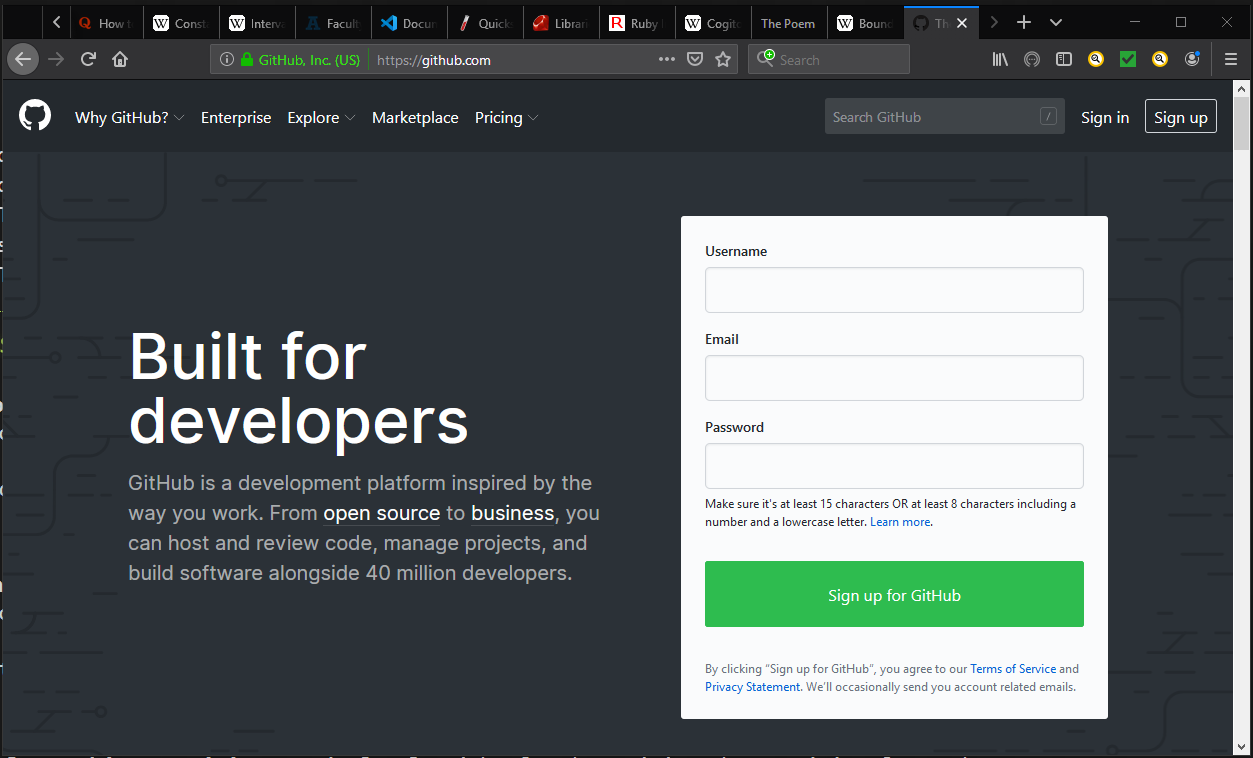 How t
Consta
Interva
Facult
Docum
Quick
Librari
Ruby
Cogito
The Poem
Bound
Th
GitHub, Inc. (US)
https://github.com
Search
Why GitHub?
Enterprise
Explore
Marketplace
Pricing
Search GitHub
/
Sign in
Sign up
Built for
developers
GitHub is a development platform inspired by the
way you work. From open source to business, you
can host and review code, manage projects, and
build software alongside 40 million developers.
Username
Email
Password
Make sure it's at least 15 characters OR at least 8 characters including a
number and a lowercase letter. Learn more.
Sign up for GitHub
By clicking “Sign up for GitHub”, you agree to our Terms of Service and
Privacy Statement. We’ll occasionally send you account related emails.